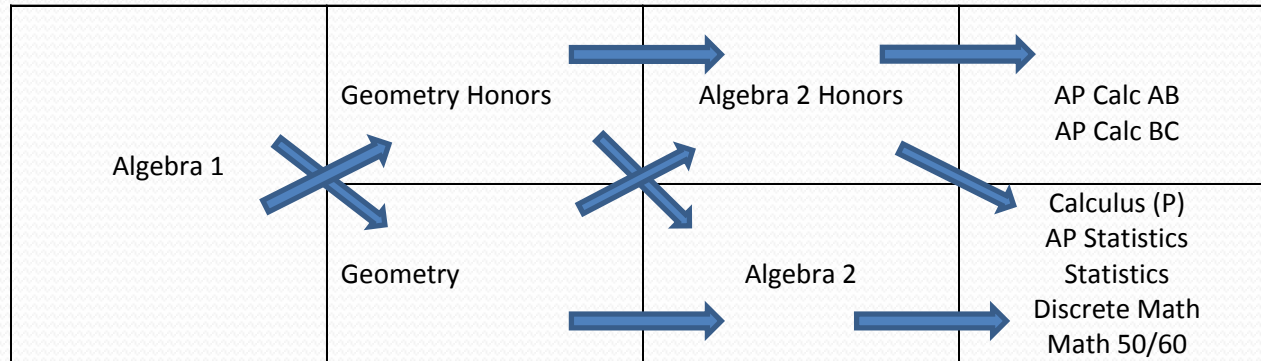 Algebra 1
Geometry Honors
Geometry
Algebra 2 Honors
Algebra 2
AP Calc AB
AP Calc BC
Calculus (P)
AP Statistics
Statistics
Discrete Math
Math 50/60